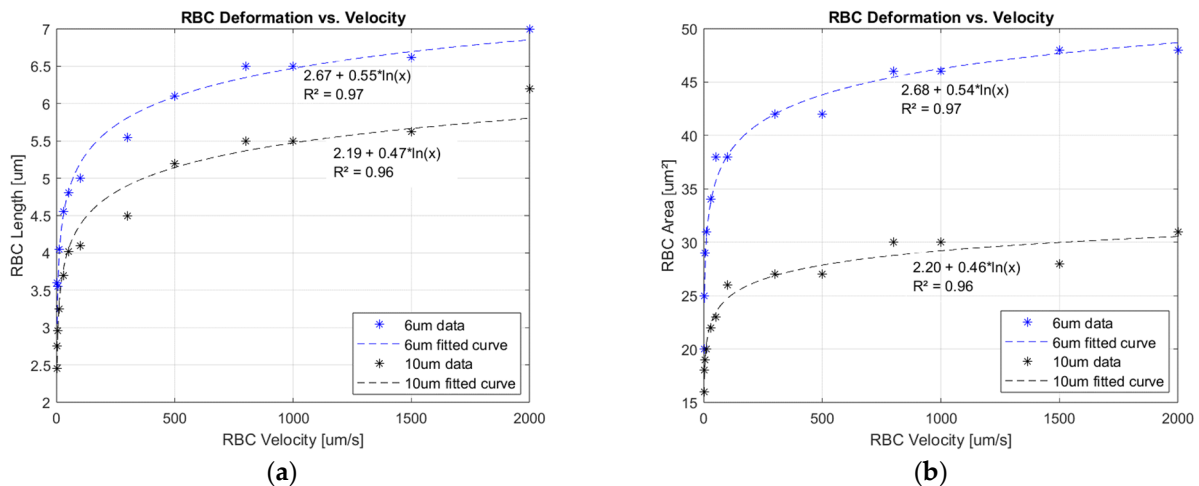 RBC Deformation vs. Velocity
7
6.5
6
5.5
5
4.5
4
3.5
3
2.5
2
RBC Length [um]
2.67 + 0.55*ln(x)
R² = 0.97
2.19 + 0.47*ln(x)
R² = 0.96
6um data
6um fitted curve
10um data
10um fitted curve
0 500 1000 1500 2000
RBC Velocity [um/s]
(a)
RBC Deformation vs. Velocity
50
45
40
35
30
25
20
15
RBC Area [um²]
2.68 + 0.54*ln(x)
R² = 0.97
2.20 + 0.46*ln(x)
R² = 0.96
6um data
6um fitted curve
10um data
10um fitted curve
0 500 1000 1500 2000
RBC Velocity [um/s]
(b)